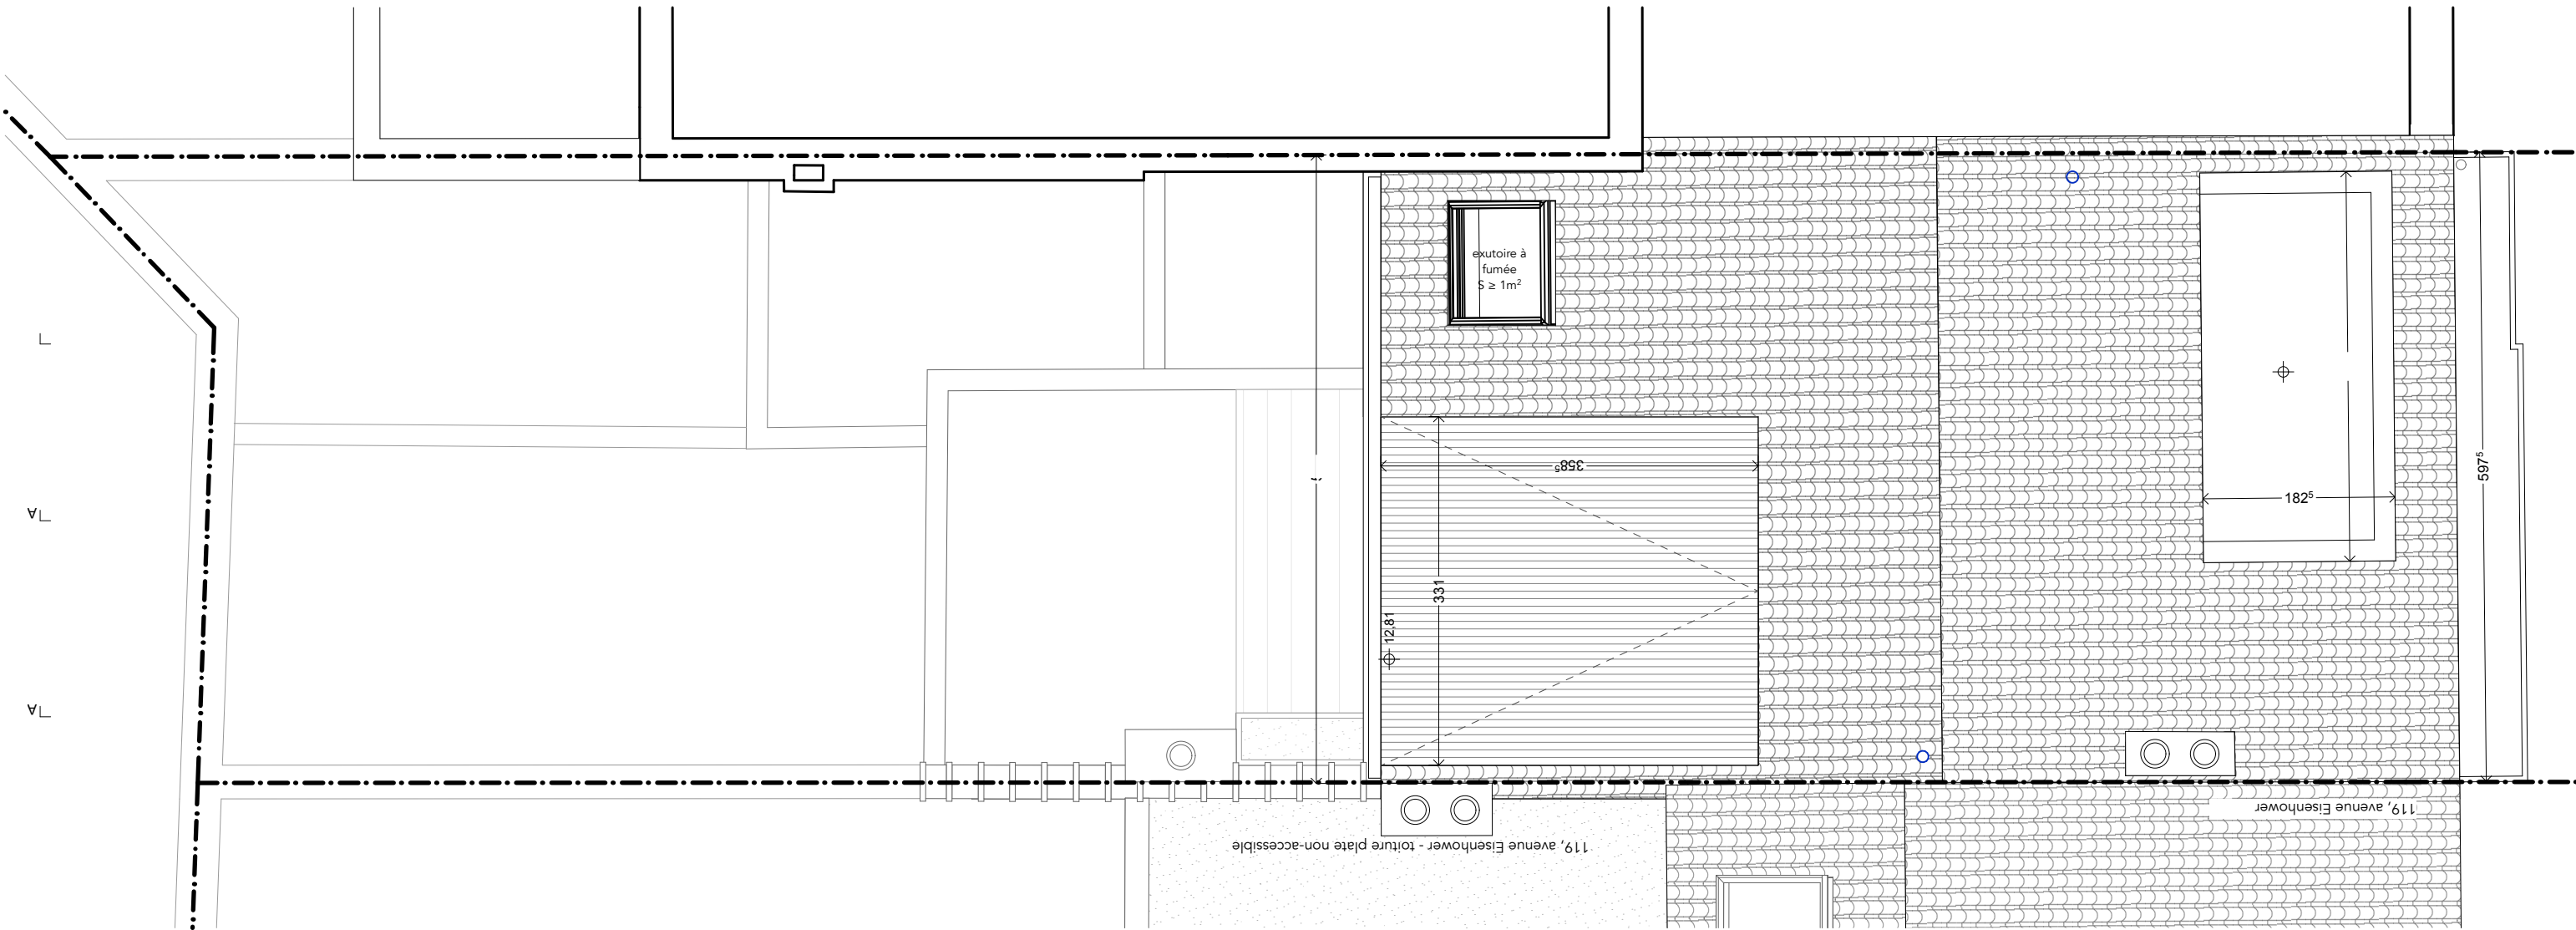 exutoire à
fumée
S ≥ 1m²
358⁵
331
12,81
182⁵
597⁵
A
A
119, avenue Eisenhower
119, avenue Eisenhower - toiture plate non-accessible